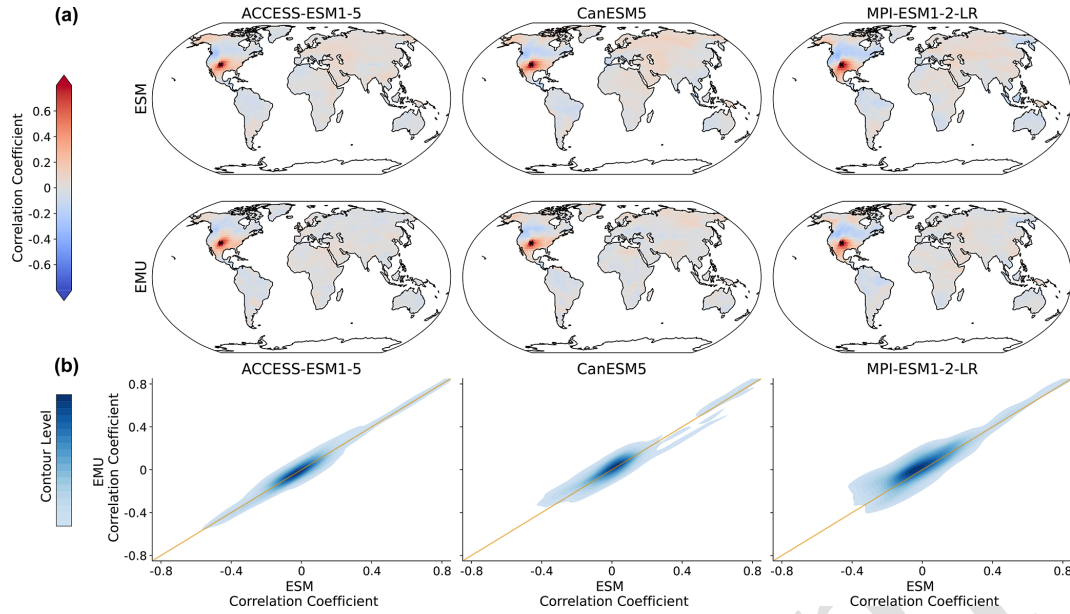 (a)
ACCESS-ESM1-5
CanESM5
MPI-ESM1-2-LR
Correlation Coefficient
0.6
0.4
0.2
0
-0.2
-0.4
-0.6
ESM
EMU
(b)
ACCESS-ESM1-5
CanESM5
MPI-ESM1-2-LR
Contour Level
EMU
Correlation Coefficient
0.8
0.4
0
-0.4
-0.8
-0.8 -0.4 0 0.4 0.8
-0.8 -0.4 0 0.4 0.8
-0.8 -0.4 0 0.4 0.8
ESM
Correlation Coefficient
ESM
Correlation Coefficient
ESM
Correlation Coefficient